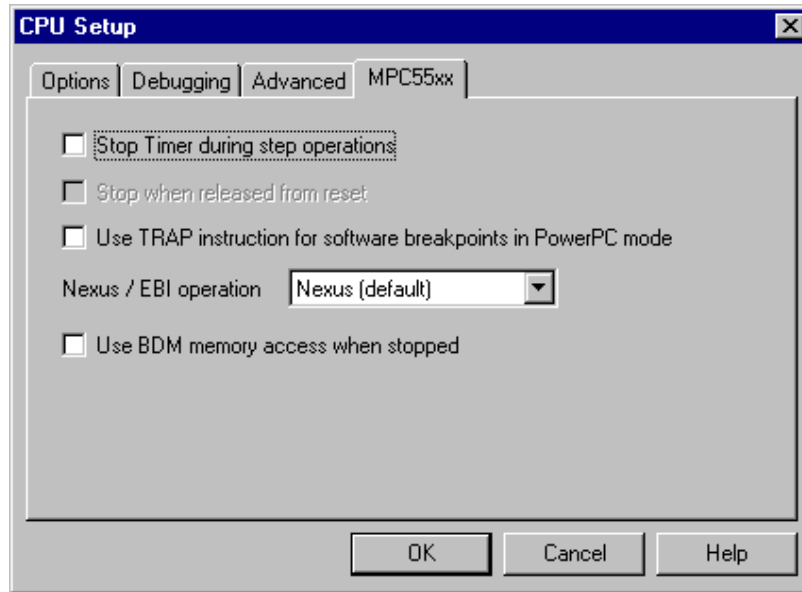 CPU Setup
Options Debugging Advanced MPC55xx
Stop Timer during step operations
Stop when released from reset
Use TRAP instruction for software breakpoints in PowerPC mode
Nexus / EBI operation Nexus (default)
Use BDM memory access when stopped
OK Cancel Help